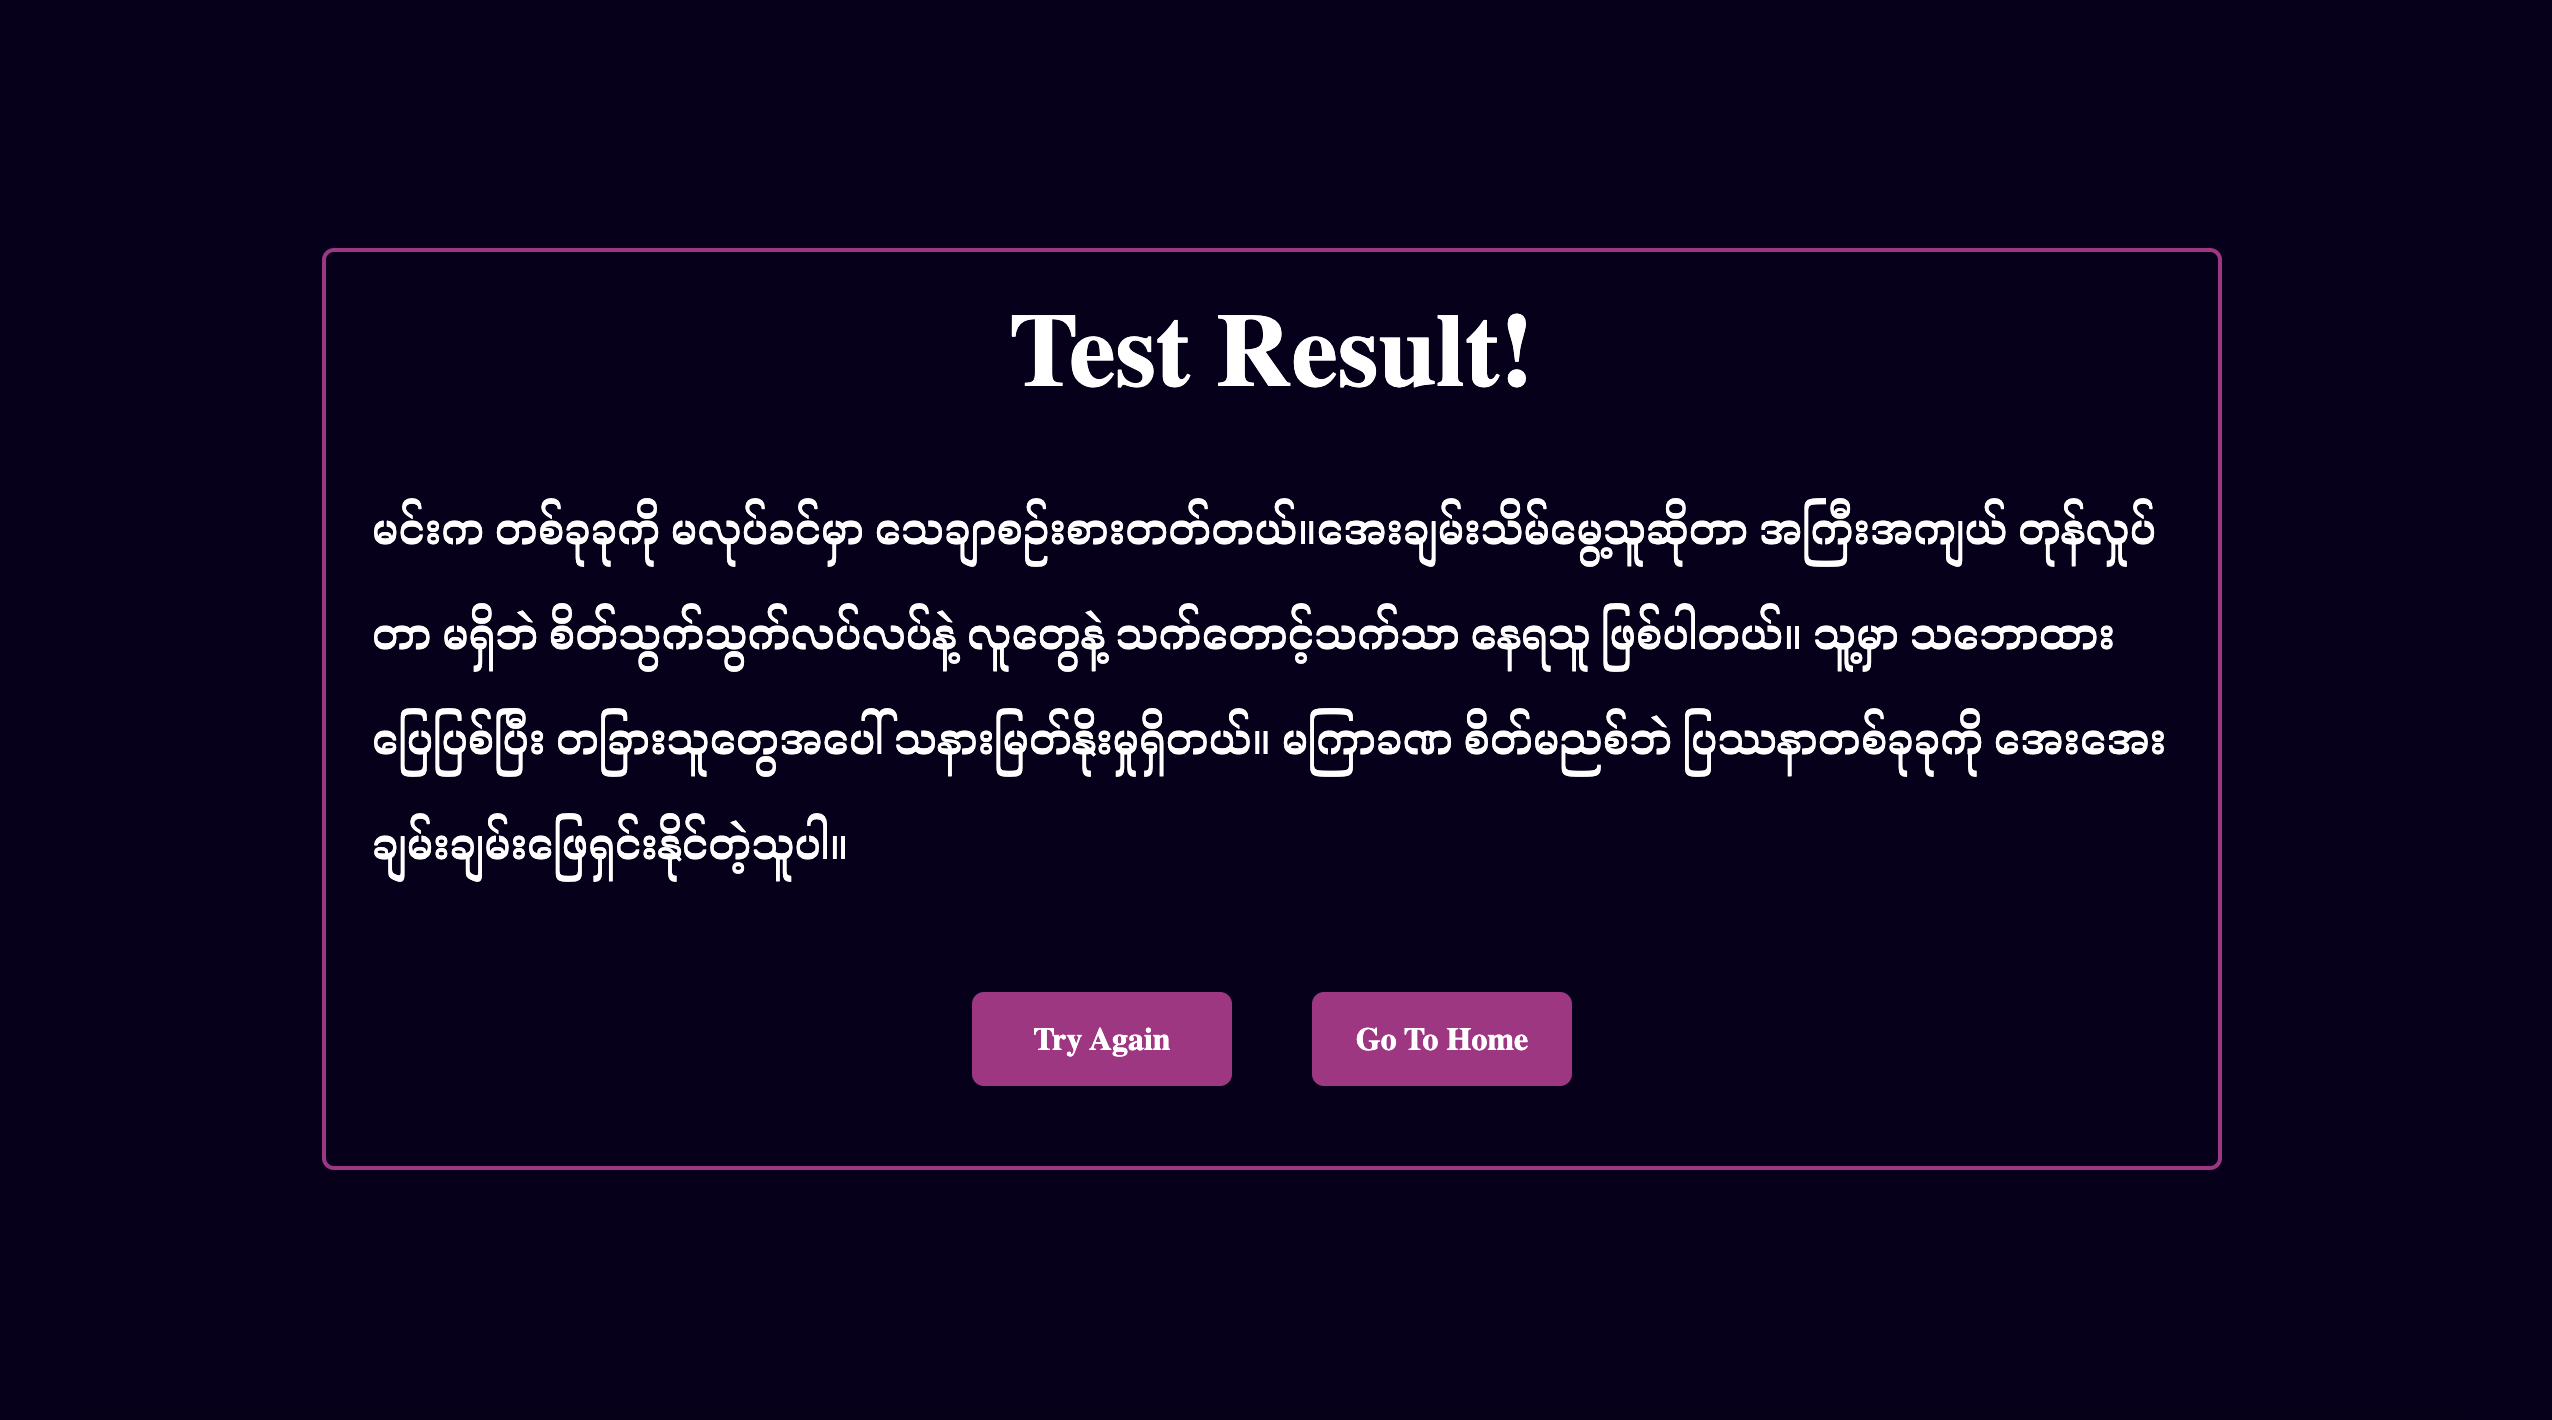 Test Result!
မင်းက တစ်ခုခုကို မလုပ်ခင်မှာ သေချာစဉ်းစားတတ်တယ်။အေးချမ်းသိမ်မွေ့သူဆိုတာ အကြီးအကျယ် တုန်လှုပ်
တာ မရှိဘဲ စိတ်သွက်သွက်လပ်လပ်နဲ့ လူတွေနဲ့ သက်တောင့်သက်သာ နေရသူ ဖြစ်ပါတယ်။ သူ့မှာ သဘောထား
ပြေပြစ်ပြီး တခြားသူတွေအပေါ် သနားမြတ်နိုးမှုရှိတယ်။ မကြာခဏ စိတ်မညစ်ဘဲ ပြဿနာတစ်ခုခုကို အေးအေး
ချမ်းချမ်းဖြေရှင်းနိုင်တဲ့သူပါ။
Try Again
Go To Home